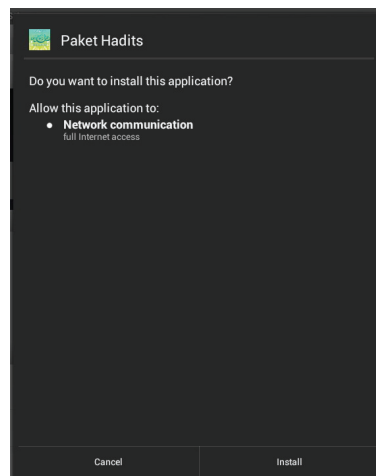 Paket Hadits
Do you want to install this application?
Allow this application to:
● Network communication
full Internet access
Cancel
Install